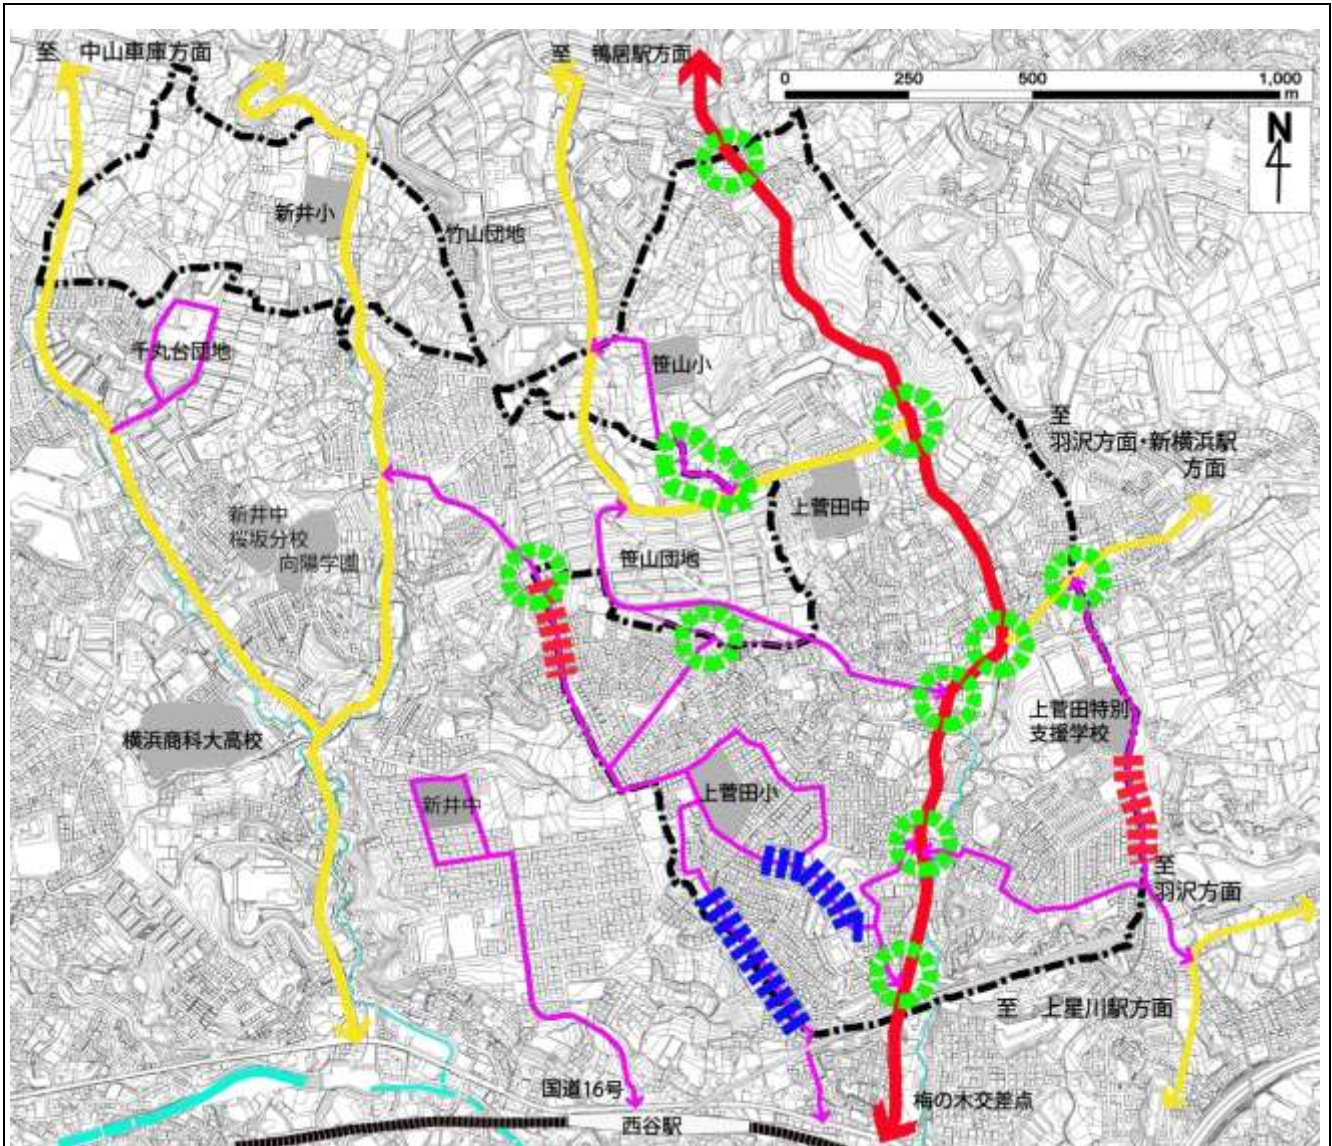 至 中山車庫方面
至 鴨居駅方面
0 250 500 1,000
m
N
新井小
竹山団地
千丸台団地
笹山小
至
羽沢方面・新横浜駅
方面
上菅田中
新井中
桜坂分校
向陽学園
笹山団地
上菅田特別
支援学校
横浜商科大高校
新井中
上菅田小
至
羽沢方面
至 上星川駅方面
国道16号
梅の木交差点
西谷駅